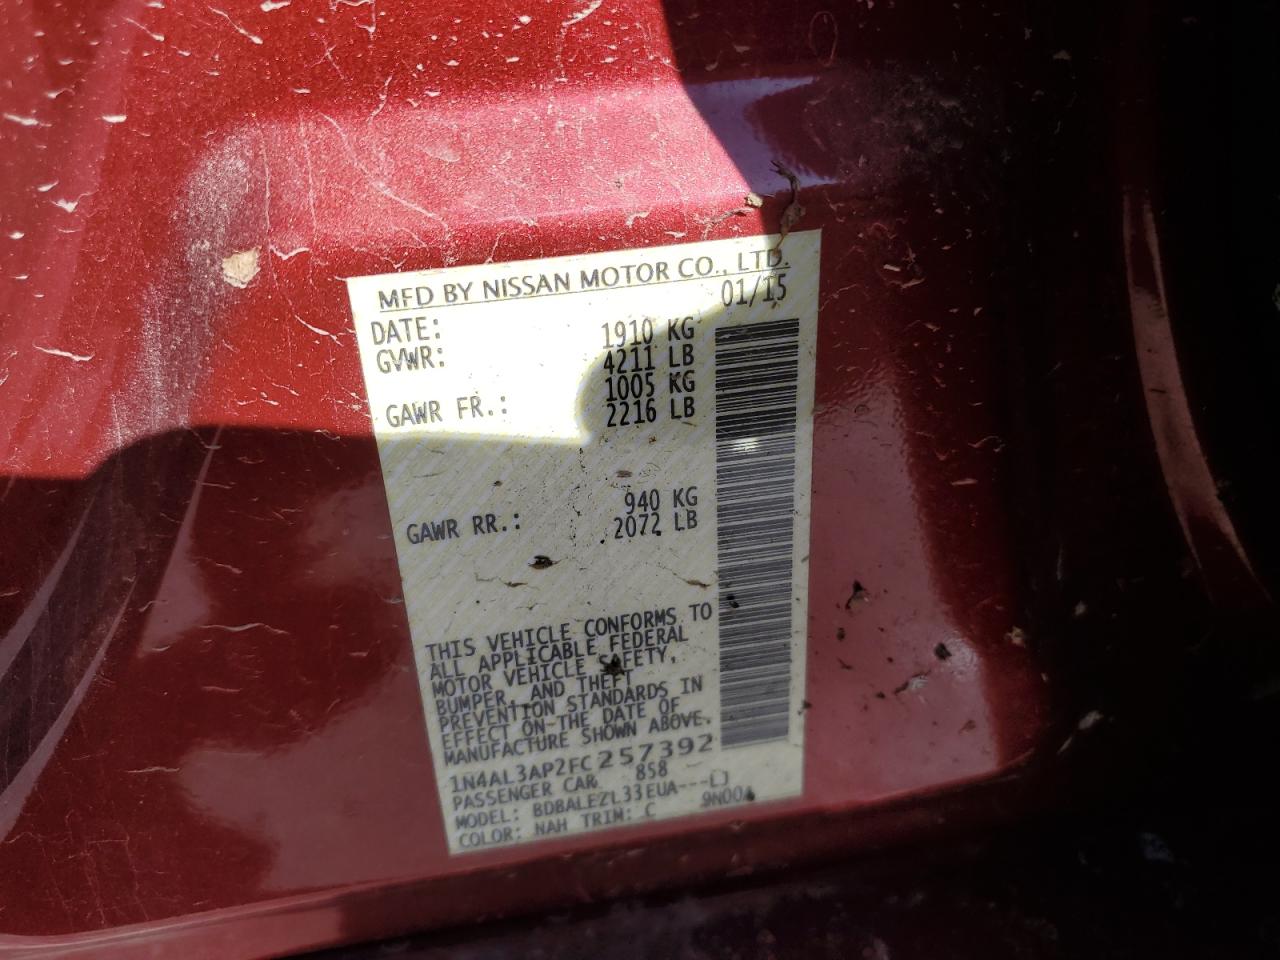 MFD BY NISSAN MOTOR CO., LTD.
DATE: 01/15
GVWR: 1910 KG
4211 LB
GAWR FR.: 1005 KG
2216 LB
GAWR RR.: 940 KG
2072 LB
THIS VEHICLE CONFORMS TO
ALL APPLICABLE FEDERAL
MOTOR VEHICLE SAFETY,
BUMPER, AND THEFT
PREVENTION STANDARDS IN
EFFECT ON THE DATE OF
MANUFACTURE SHOWN ABOVE.
1N4AL3AP2FC257392
PASSENGER CAR 858
MODEL: BDBALEZL33EUA---[]
COLOR: NAH TRIM: C